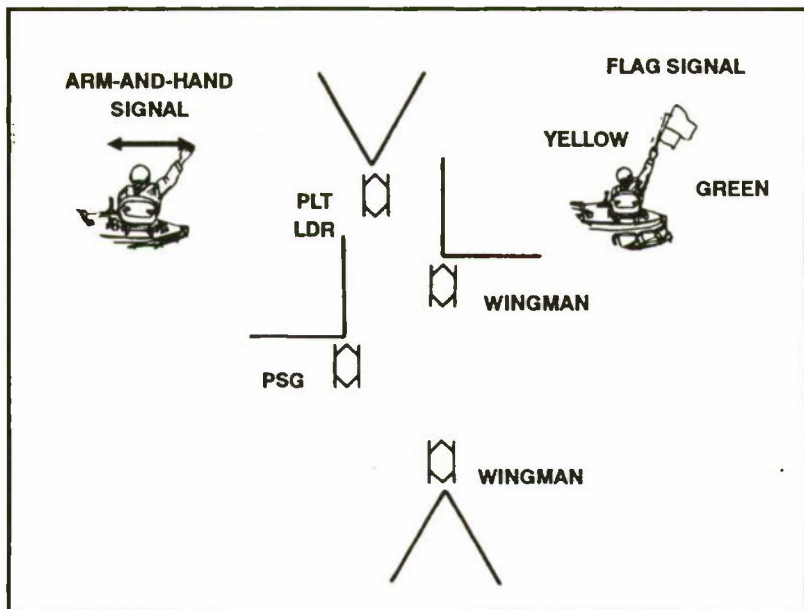 ARM-AND-HAND
SIGNAL
FLAG SIGNAL
YELLOW
GREEN
PLT
LDR
WINGMAN
PSG
WINGMAN